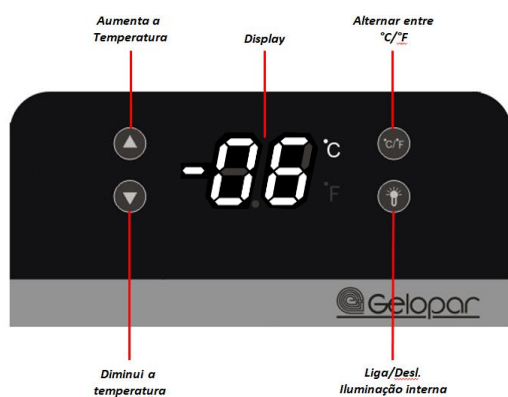 Aumenta a
Temperatura
Display
Alternar entre
°C/°F
-06
°C
°F
°C/°F
Gelopar
Diminui a
temperatura
Liga/Desl.
Iluminação interna